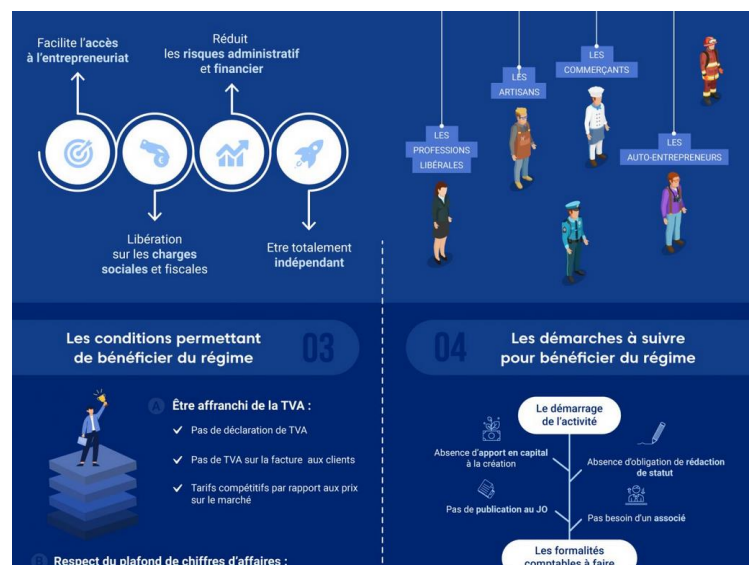 Facilite l'accès
à l'entrepreneuriat
Réduit
les risques administratif
et financier
Libération
sur les charges
sociales et fiscales
Etre totalement
indépendant
LES
PROFESSIONS
LIBÉRALES
LES
ARTISANS
LES
COMMERÇANTS
LES
AUTO-ENTREPRENEURS
Les conditions permettant
de bénéficier du régime
03
A Être affranchi de la TVA :
Pas de déclaration de TVA
Pas de TVA sur la facture aux clients
Tarifs compétitifs par rapport aux prix
sur le marché
B Respect du plafond de chiffres d'affaires :
04
Les démarches à suivre
pour bénéficier du régime
Le démarrage
de l'activité
Absence d'apport en capital
à la création
Absence d'obligation de rédaction
de statut
Pas de publication au JO
Pas besoin d'un associé
Les formalités
comptables à faire